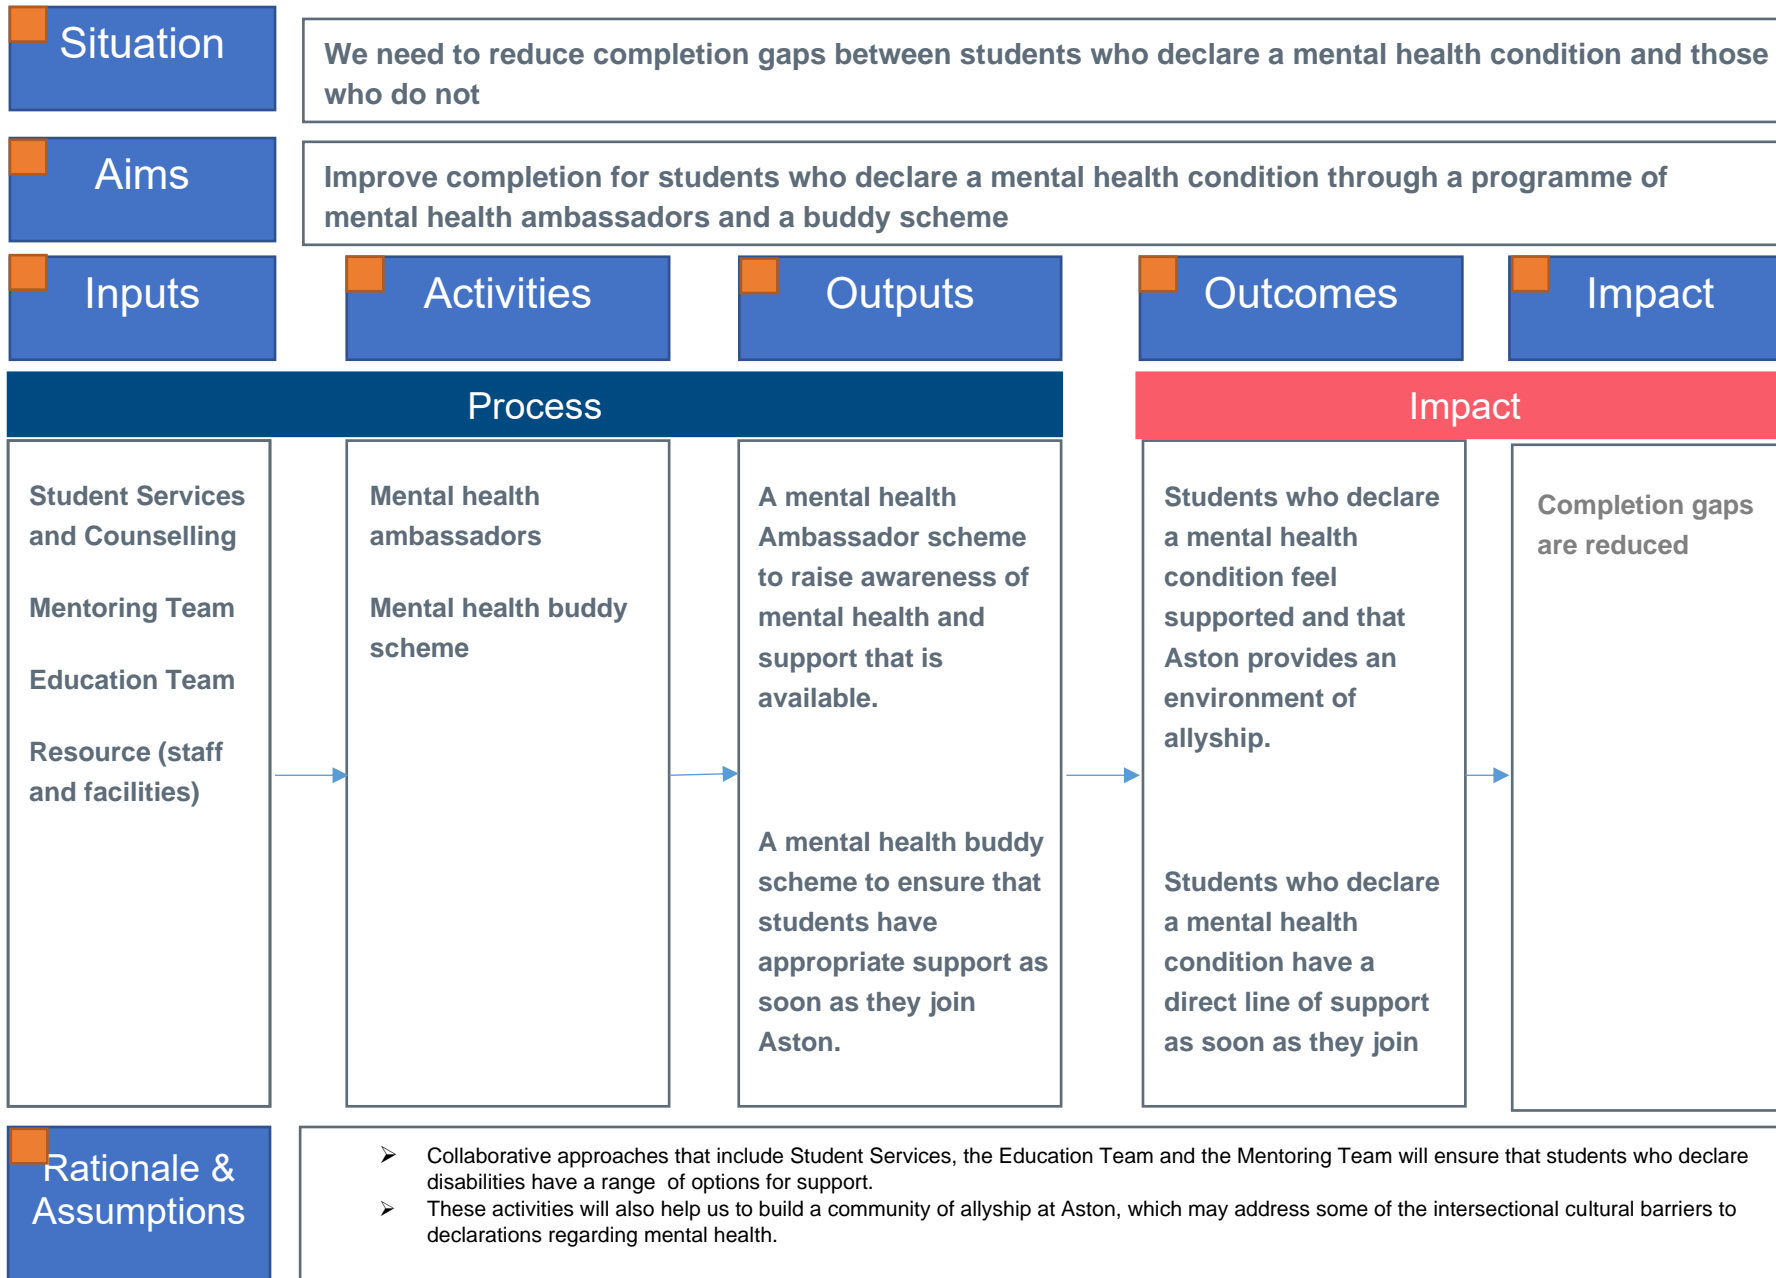 Situation
We need to reduce completion gaps between students who declare a mental health condition and those
who do not
Aims
Improve completion for students who declare a mental health condition through a programme of
mental health ambassadors and a buddy scheme
Inputs
Activities
Outputs
Outcomes
Impact
Process
Impact
Student Services
and Counselling
Mentoring Team
Education Team
Resource (staff
and facilities)
Mental health
ambassadors
Mental health buddy
scheme
A mental health
Ambassador scheme
to raise awareness of
mental health and
support that is
available.
A mental health buddy
scheme to ensure that
students have
appropriate support as
soon as they join
Aston.
Students who declare
a mental health
condition feel
supported and that
Aston provides an
environment of
allyship.
Students who declare
a mental health
condition have a
direct line of support
as soon as they join
Completion gaps
are reduced
Rationale &
Assumptions
➢ Collaborative approaches that include Student Services, the Education Team and the Mentoring Team will ensure that students who declare
disabilities have a range of options for support.
➢ These activities will also help us to build a community of allyship at Aston, which may address some of the intersectional cultural barriers to
declarations regarding mental health.